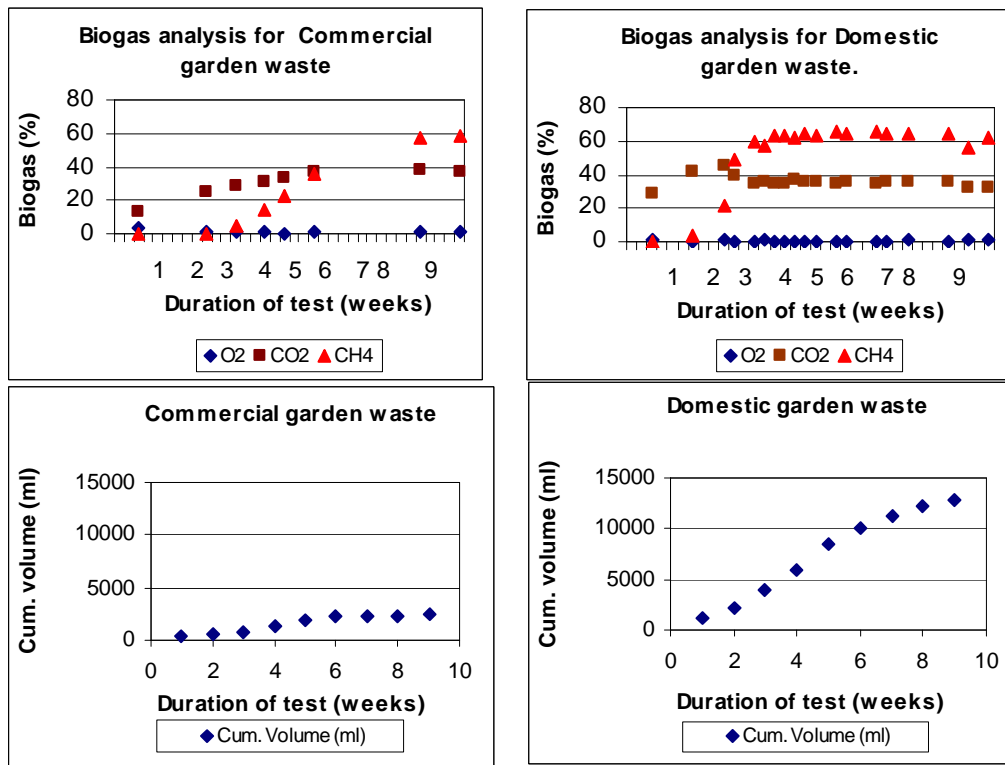 Biogas analysis for Commercial
garden waste
Biogas (%)
80
60
40
20
0
1 2 3 4 5 6 7 8 9
Duration of test (weeks)
O2 CO2 CH4
Biogas analysis for Domestic
garden waste.
Biogas (%)
80
60
40
20
0
1 2 3 4 5 6 7 8 9
Duration of test (weeks)
O2 CO2 CH4
Commercial garden waste
Cum. volume (ml)
15000
10000
5000
0
0 2 4 6 8 10
Duration of test (weeks)
Cum. Volume (ml)
Domestic garden waste
Cum. volume (ml)
15000
10000
5000
0
0 2 4 6 8 10
Duration of test (weeks)
Cum. Volume (ml)